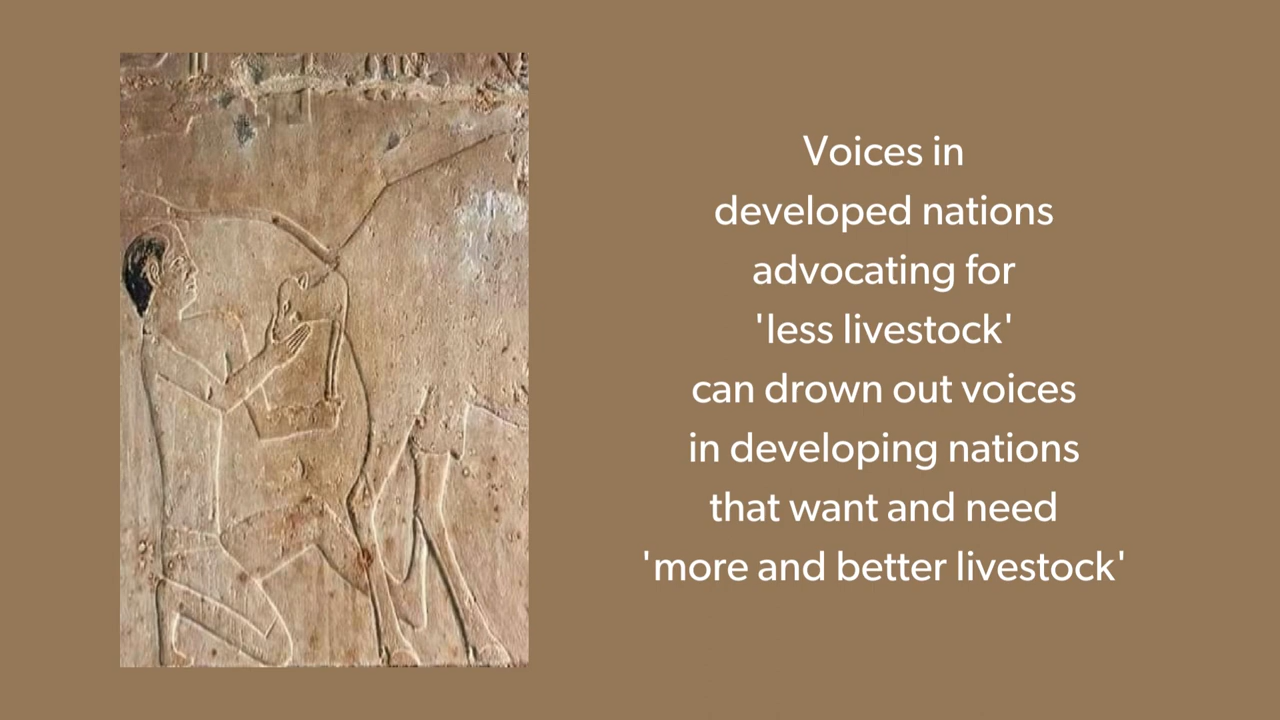 Voices in
developed nations
advocating for
'less livestock'
can drown out voices
in developing nations
that want and need
'more and better livestock'